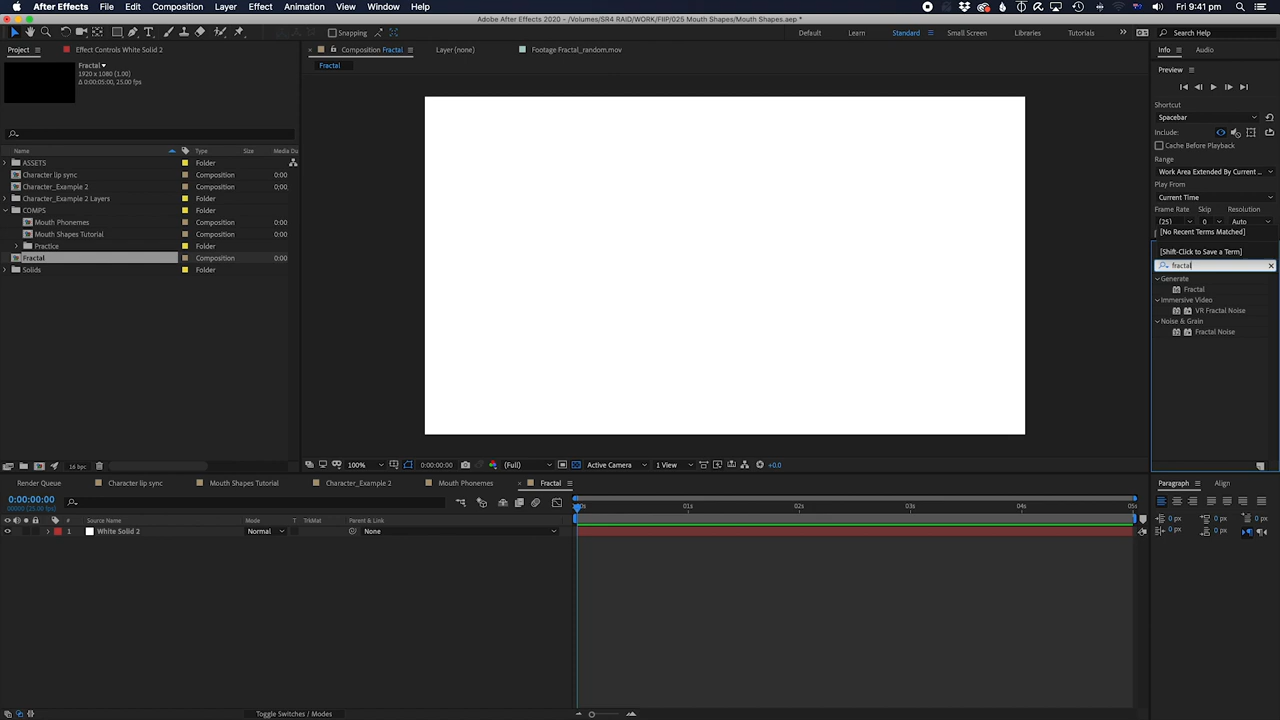 After Effects File Edit Composition Layer Effect Animation View Window Help Fri 9:41 pm
Adobe After Effects 2020 - /Volumes/SR4 RAID/WORK/FIIP/025 Mouth Shapes/Mouth Shapes.aep *
Snapping Default Learn Standard Small Screen Libraries Tutorials Search Help
Project Effect Controls White Solid 2 Composition Fractal Layer (none) Footage Fractal_random.mov Info Audio
Fractal
1920 x 1080 (1.00)
Δ 0:00:05:00, 25.00 fps
Fractal
Preview
Shortcut
Spacebar
Include:
Cache Before Playback
Range
Work Area Extended By Current ...
Play From
Current Time
Frame Rate Skip Resolution
(25) 0 Auto
[No Recent Terms Matched]
[Shift-Click to Save a Term]
fractal
Generate
Fractal
Immersive Video
VR Fractal Noise
Noise & Grain
Fractal Noise
Name Type Size Media Du
ASSETS Folder
Character lip sync Composition 0:00
Character_Example 2 Composition 0:00
Character_Example 2 Layers Folder
COMPS Folder
Mouth Phonemes Composition 0:00
Mouth Shapes Tutorial Composition 0:00
Practice Folder
Fractal Composition 0:00
Solids Folder
16 bpc
100% 0:00:00:00 (Full) Active Camera 1 View +0.0
Render Queue Character lip sync Mouth Shapes Tutorial Character_Example 2 Mouth Phonemes Fractal
Paragraph Align
0:00:00:00
00000 (25.00 fps)
01s 02s 03s 04s 05s
# Source Name Mode T TrkMat Parent & Link
1 White Solid 2 Normal None
0 px 0 px 0 px
0 px 0 px
Toggle Switches / Modes